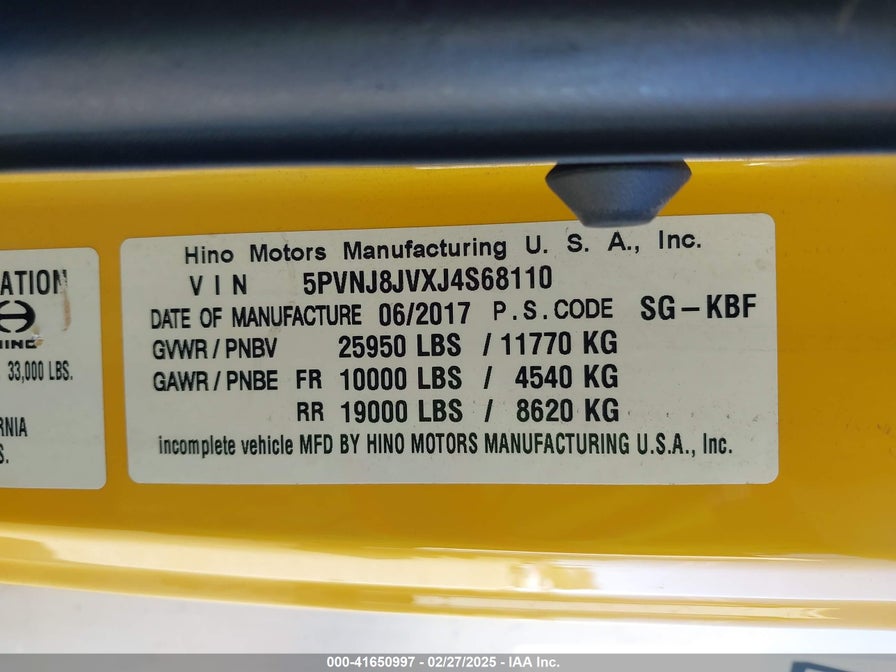 Hino Motors Manufacturing U. S. A., Inc.
VIN 5PVNJ8JVXJ4S68110
DATE OF MANUFACTURE 06/2017 P.S.CODE SG-KBF
GVWR/PNBV 25950 LBS / 11770 KG
GAWR/PNBE FR 10000 LBS / 4540 KG
RR 19000 LBS / 8620 KG
incomplete vehicle MFD BY HINO MOTORS MANUFACTURING U.S.A., Inc.
ATION
HINO
33,000 LBS.
RNIA
S.
000-41650997 - 02/27/2025 - IAA Inc.